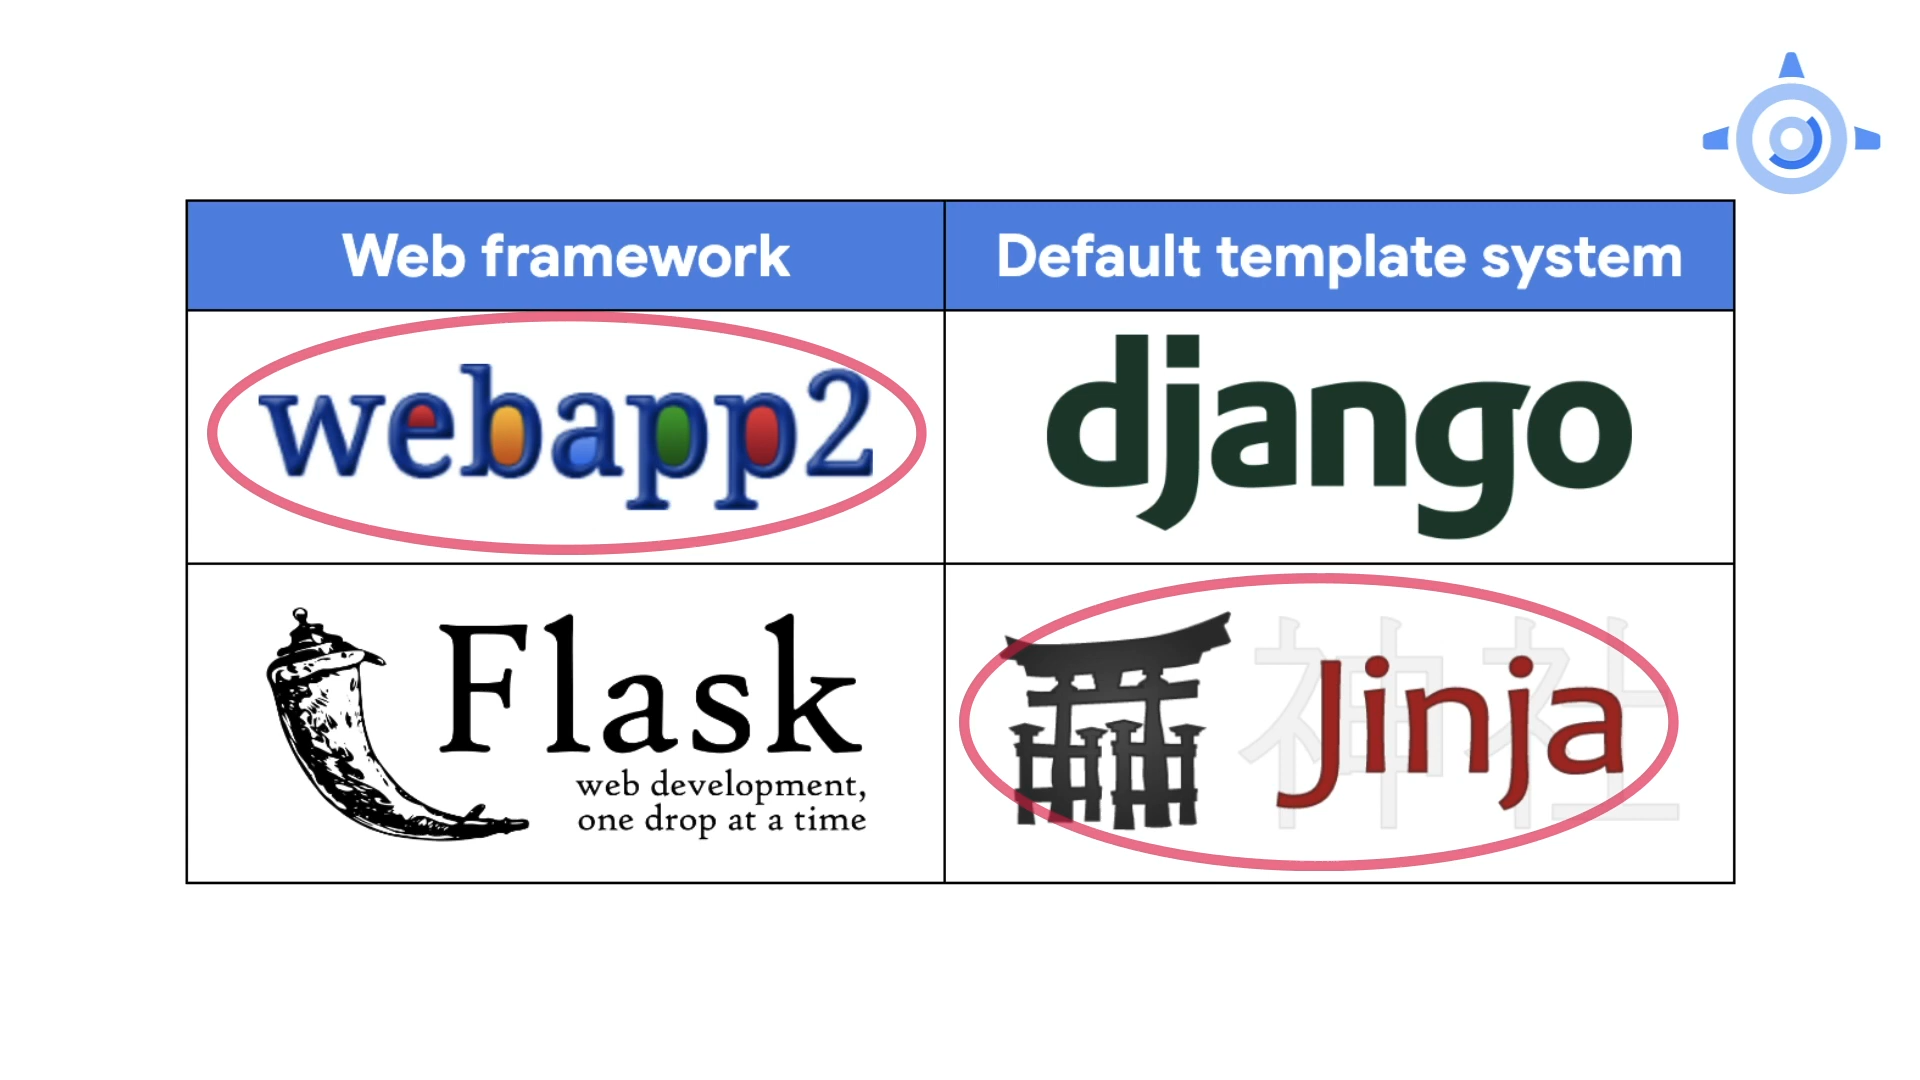 Web framework
Default template system
webapp2
django
Flask
web development,
one drop at a time
神社
Jinja